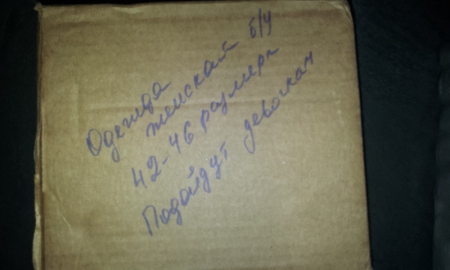 Одежда
женская б/у
42-46 размера
Подойдут девочкам